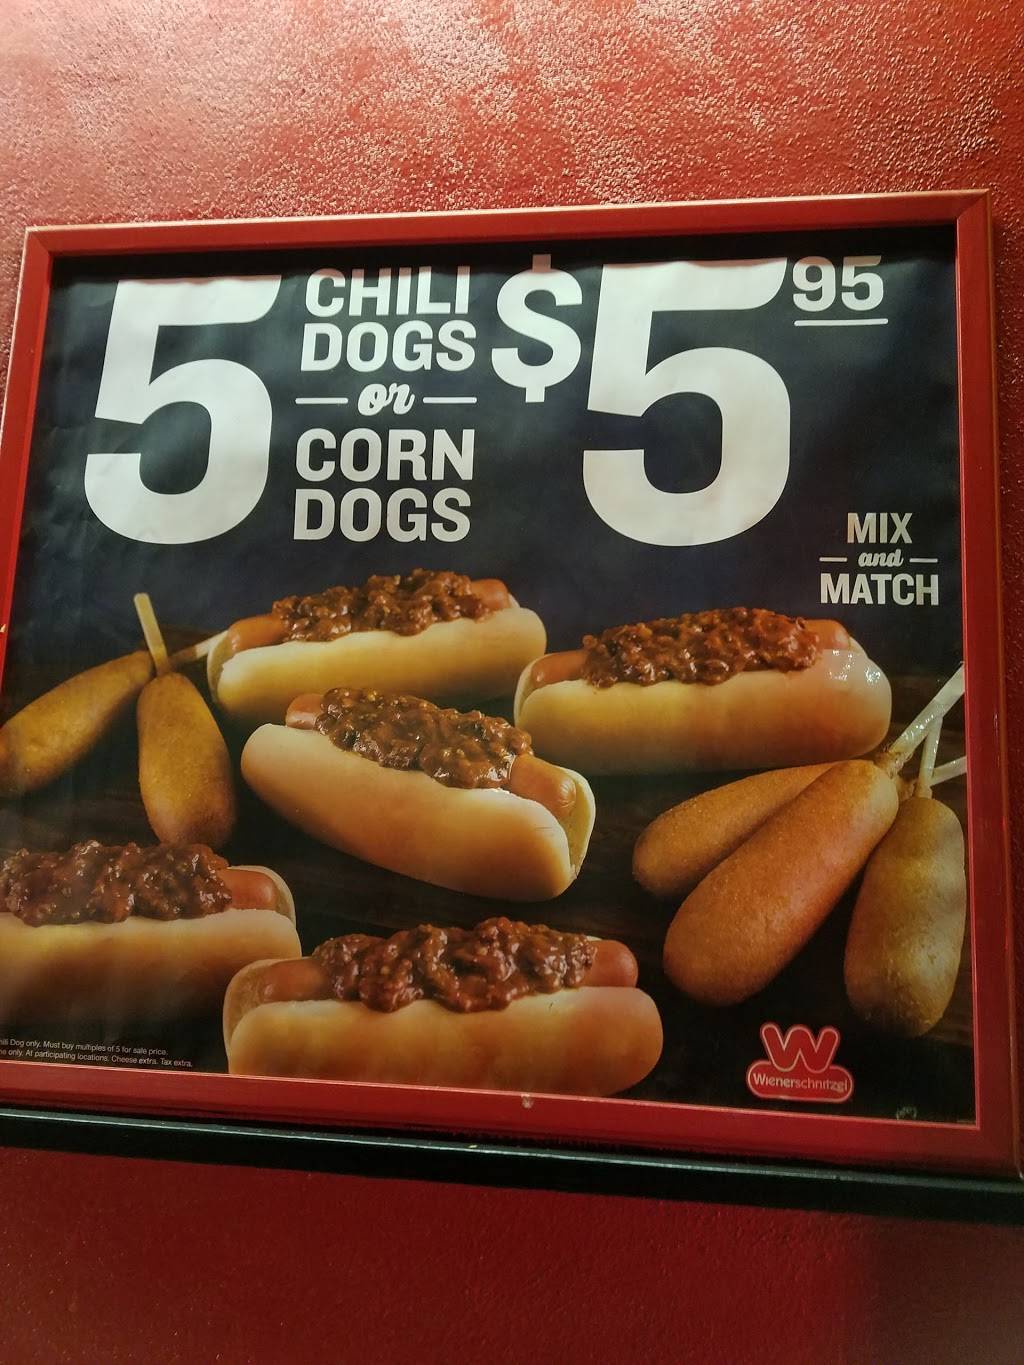 5 CHILI DOGS or CORN DOGS
$5 95
MIX
and
MATCH
Dog only. Must buy multiples of 5 for sale price.
only. At participating locations. Cheese extra. Tax extra.
W
Wienerschnitzel